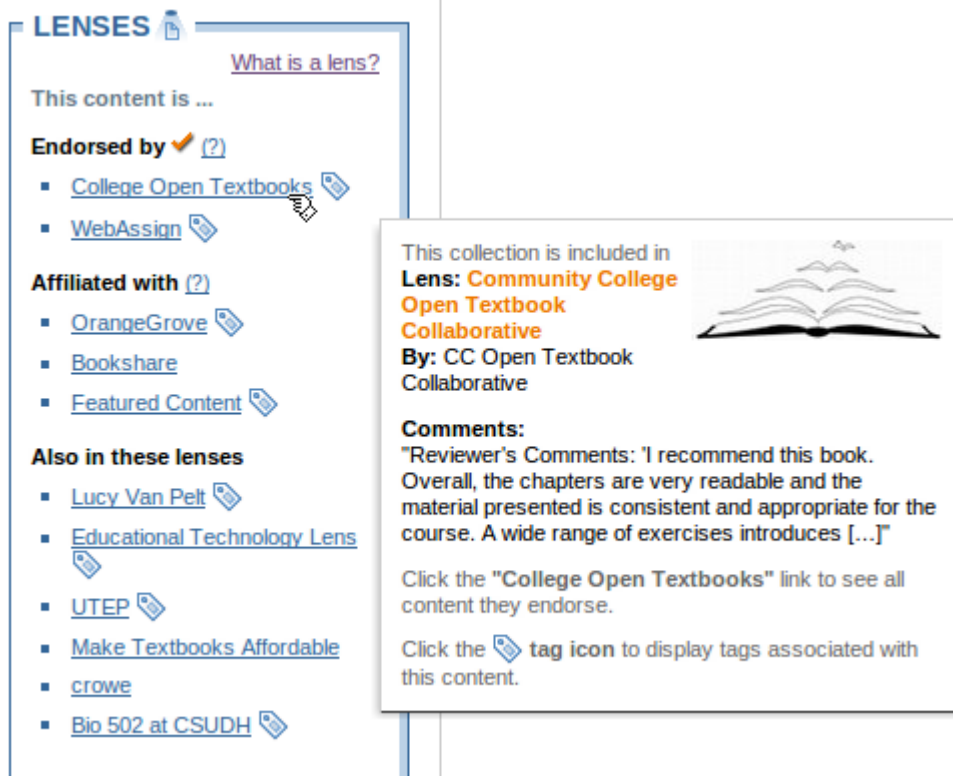 LENSES
What is a lens?
This content is ...
Endorsed by (?)
College Open Textbooks
WebAssign
Affiliated with (?)
OrangeGrove
Bookshare
Featured Content
Also in these lenses
Lucy Van Pelt
Educational Technology Lens
UTEP
Make Textbooks Affordable
crowe
Bio 502 at CSUDH
This collection is included in
Lens: Community College
Open Textbook
Collaborative
By: CC Open Textbook
Collaborative
Comments:
"Reviewer's Comments: 'I recommend this book.
Overall, the chapters are very readable and the
material presented is consistent and appropriate for the
course. A wide range of exercises introduces [...]"
Click the "College Open Textbooks" link to see all
content they endorse.
Click the tag icon to display tags associated with
this content.